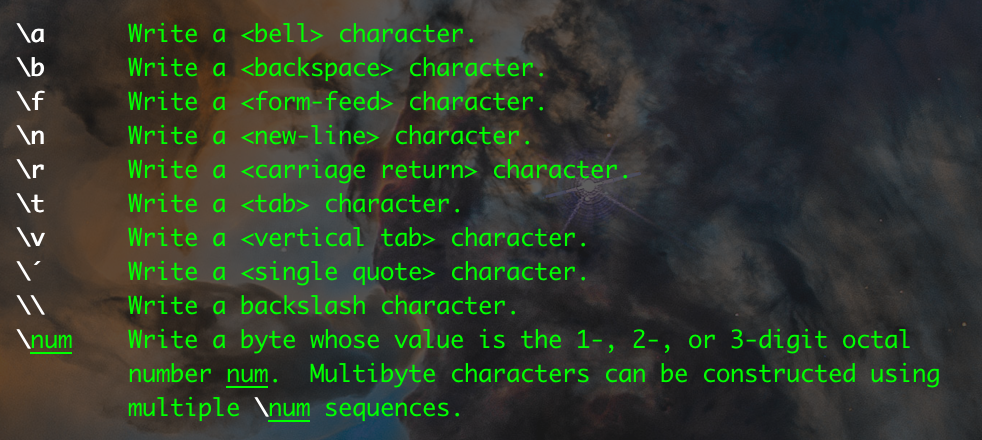 \a      Write a <bell> character.
\b      Write a <backspace> character.
\f      Write a <form-feed> character.
\n      Write a <new-line> character.
\r      Write a <carriage return> character.
\t      Write a <tab> character.
\v      Write a <vertical tab> character.
\´      Write a <single quote> character.
\\      Write a backslash character.
\num    Write a byte whose value is the 1-, 2-, or 3-digit octal
        number num.  Multibyte characters can be constructed using
        multiple \num sequences.